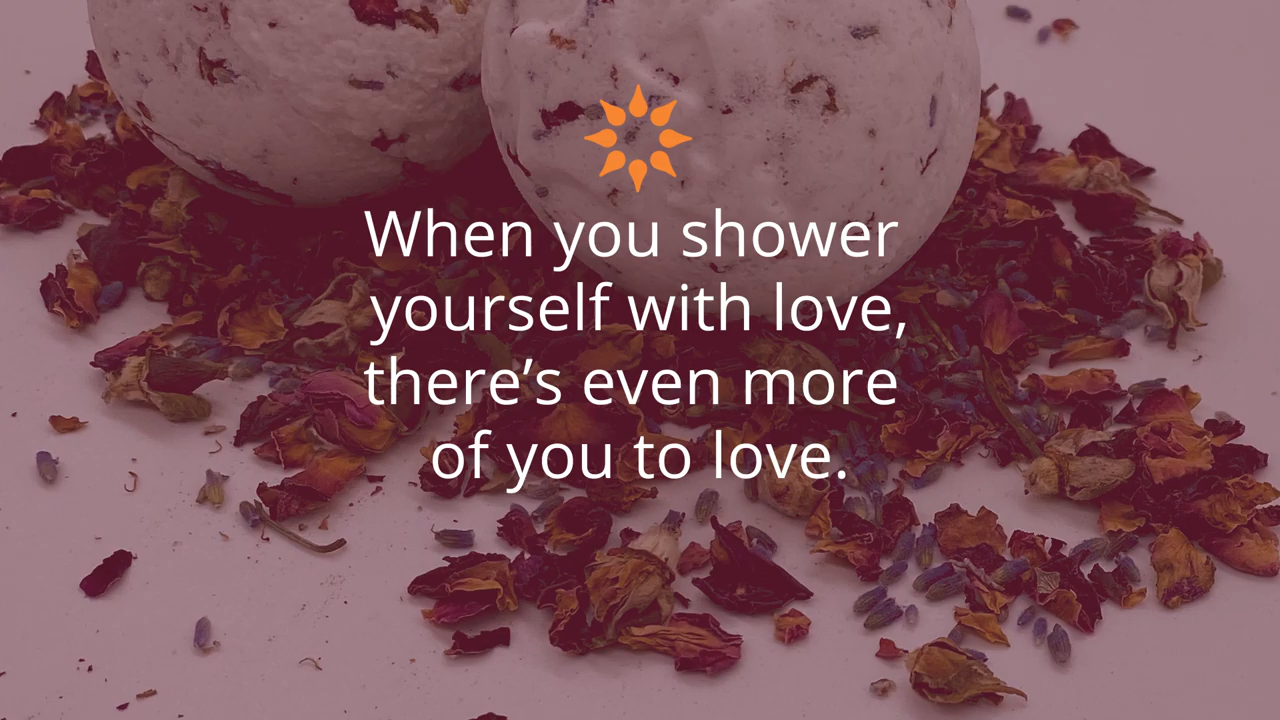 When you shower
yourself with love,
there’s even more
of you to love.